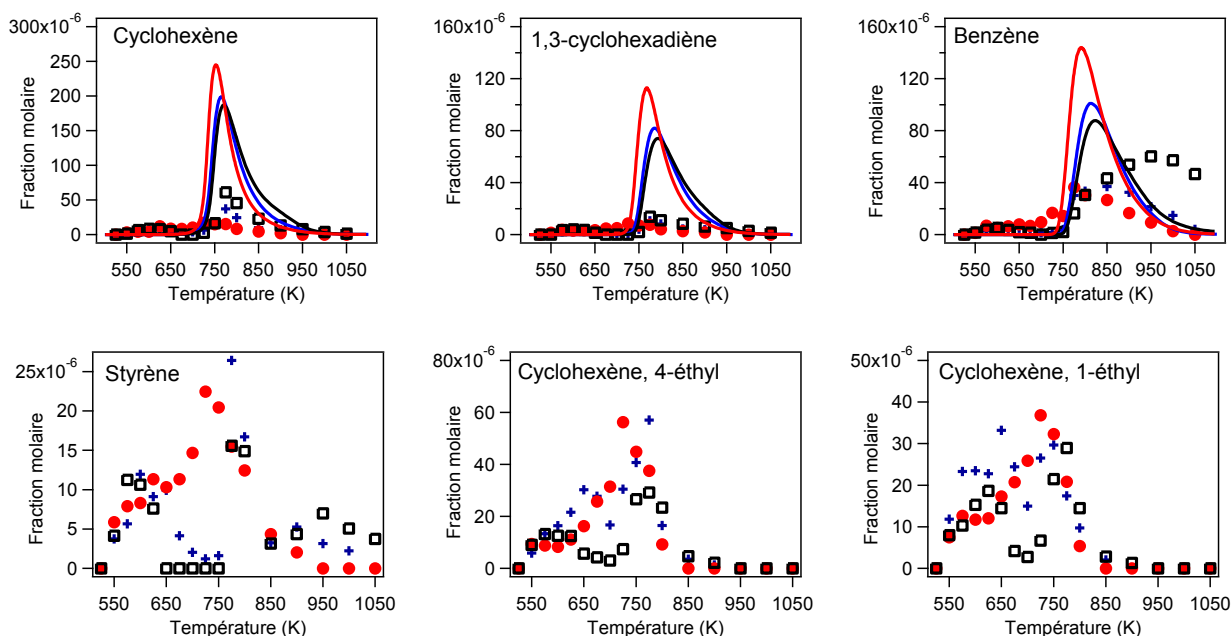 300x10-6
250
200
150
100
50
0
Fraction molaire
Cyclohexène
550 650 750 850 950 1050
Température (K)
160x10-6
120
80
40
0
Fraction molaire
1,3-cyclohexadiène
550 650 750 850 950 1050
Température (K)
160x10-6
120
80
40
0
Fraction molaire
Benzène
550 650 750 850 950 1050
Température (K)
25x10-6
20
15
10
5
0
Fraction molaire
Styrène
550 650 750 850 950 1050
Température (K)
80x10-6
60
40
20
0
Fraction molaire
Cyclohexène, 4-éthyl
550 650 750 850 950 1050
Température (K)
50x10-6
40
30
20
10
0
Fraction molaire
Cyclohexène, 1-éthyl
550 650 750 850 950 1050
Température (K)